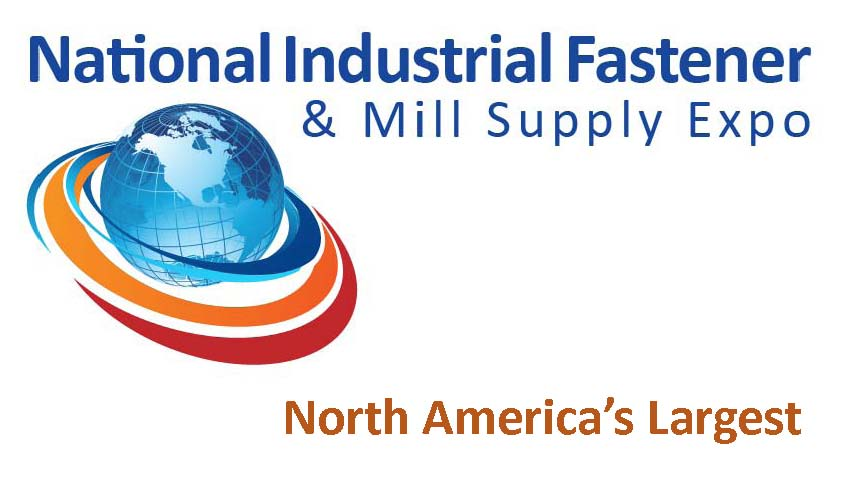 National Industrial Fastener
& Mill Supply Expo
North America's Largest